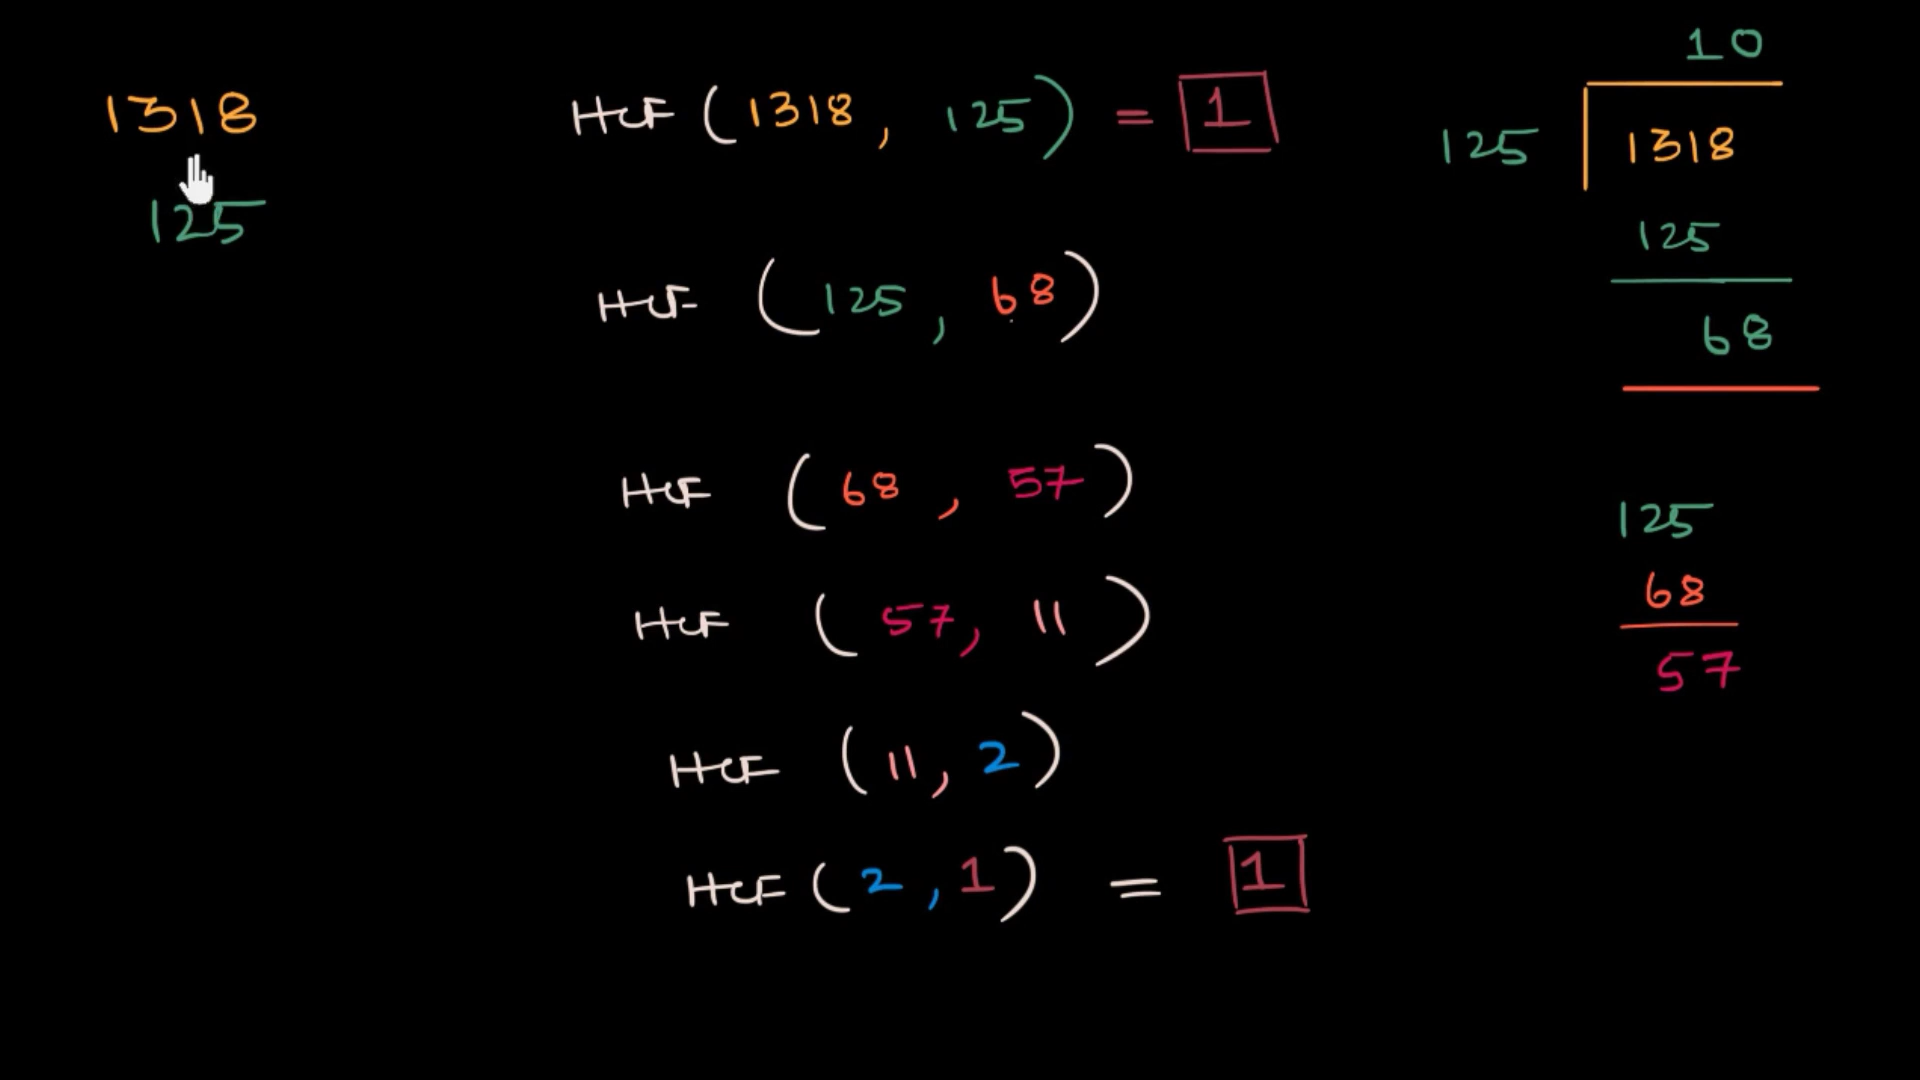 1318
125
HCF (1318, 125) = 1
HCF (125, 68)
HCF (68, 57)
HCF (57, 11)
HCF (11, 2)
HCF (2, 1) = 1
10
125 1318
125
68
125
68
57